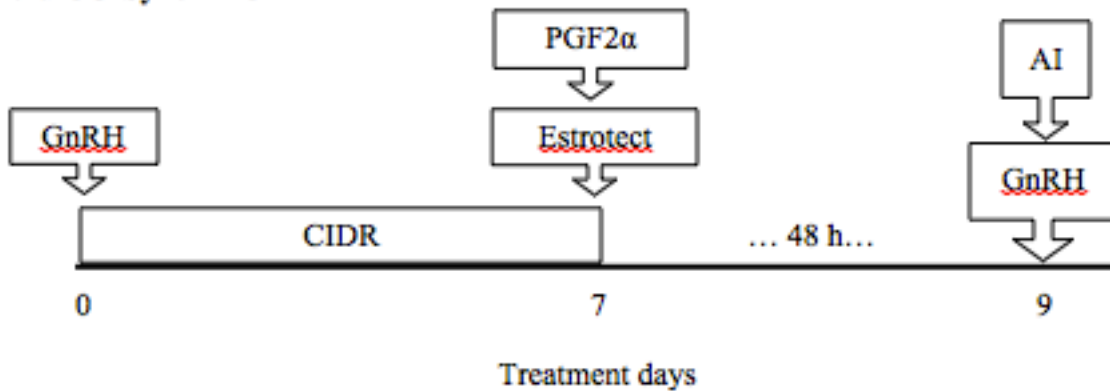 PGF2α
AI
GnRH
Estrotect
GnRH
CIDR
... 48 h...
0
7
9
Treatment days